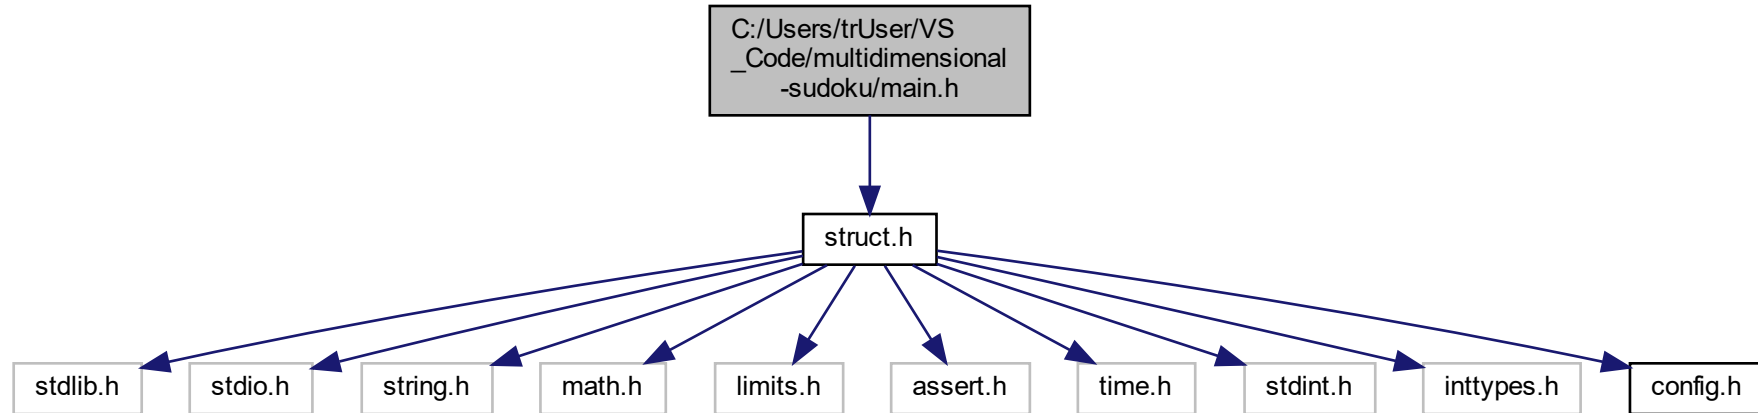 C:/Users/trUser/VS
_Code/multidimensional
-sudoku/main.h
struct.h
stdlib.h
stdio.h
string.h
math.h
limits.h
assert.h
time.h
stdint.h
inttypes.h
config.h